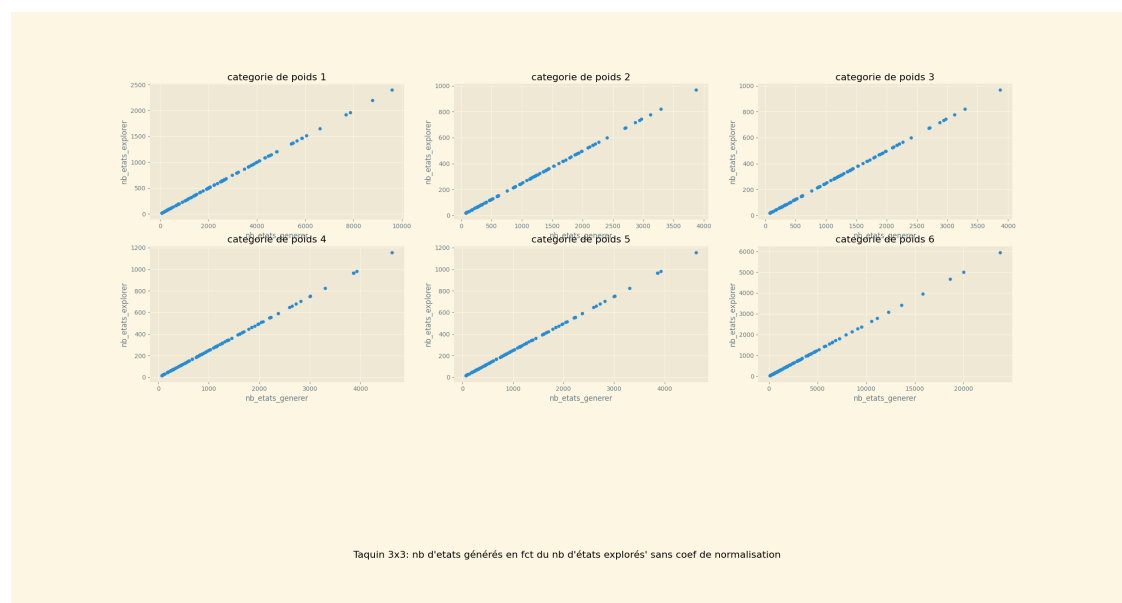 categorie de poids 1 categorie de poids 2 categorie de poids 3
2500
2000
1500
1000
500
0
nb_etats_explorer
0 2000 4000 6000 8000 10000
nb_etats_generer
1000
800
600
400
200
0
nb_etats_explorer
0 500 1000 1500 2000 2500 3000 3500 4000
nb_etats_generer
1000
800
600
400
200
0
nb_etats_explorer
0 500 1000 1500 2000 2500 3000 3500 4000
nb_etats_generer
categorie de poids 4 categorie de poids 5 categorie de poids 6
1200
1000
800
600
400
200
0
nb_etats_explorer
0 1000 2000 3000 4000
nb_etats_generer
1200
1000
800
600
400
200
0
nb_etats_explorer
0 1000 2000 3000 4000
nb_etats_generer
6000
5000
4000
3000
2000
1000
0
nb_etats_explorer
0 5000 10000 15000 20000
nb_etats_generer
Taquin 3x3: nb d'etats générés en fct du nb d'états explorés' sans coef de normalisation